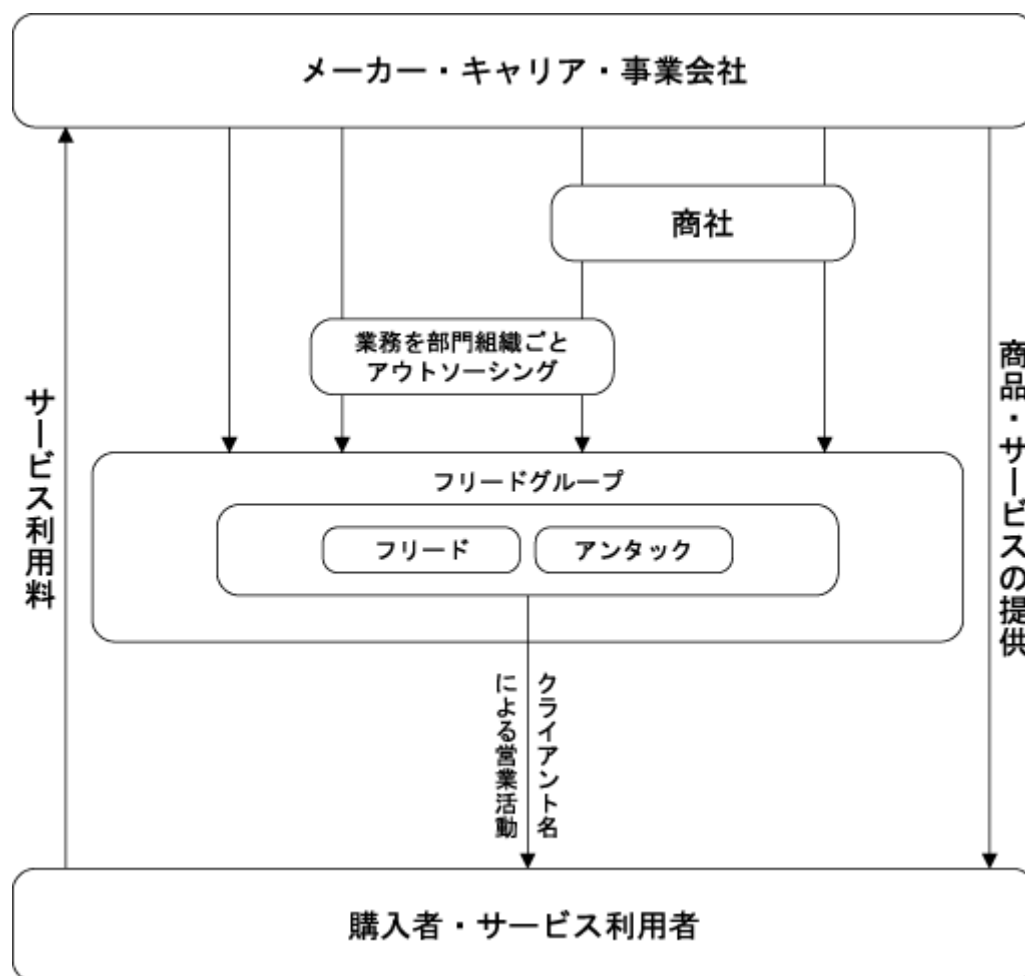 メーカー・キャリア・事業会社
商社
業務を部門組織ごと
アウトソーシング
サービス利用料
商品・サービスの提供
フリードグループ
フリード
アンタック
クライアント名
による営業活動
購入者・サービス利用者